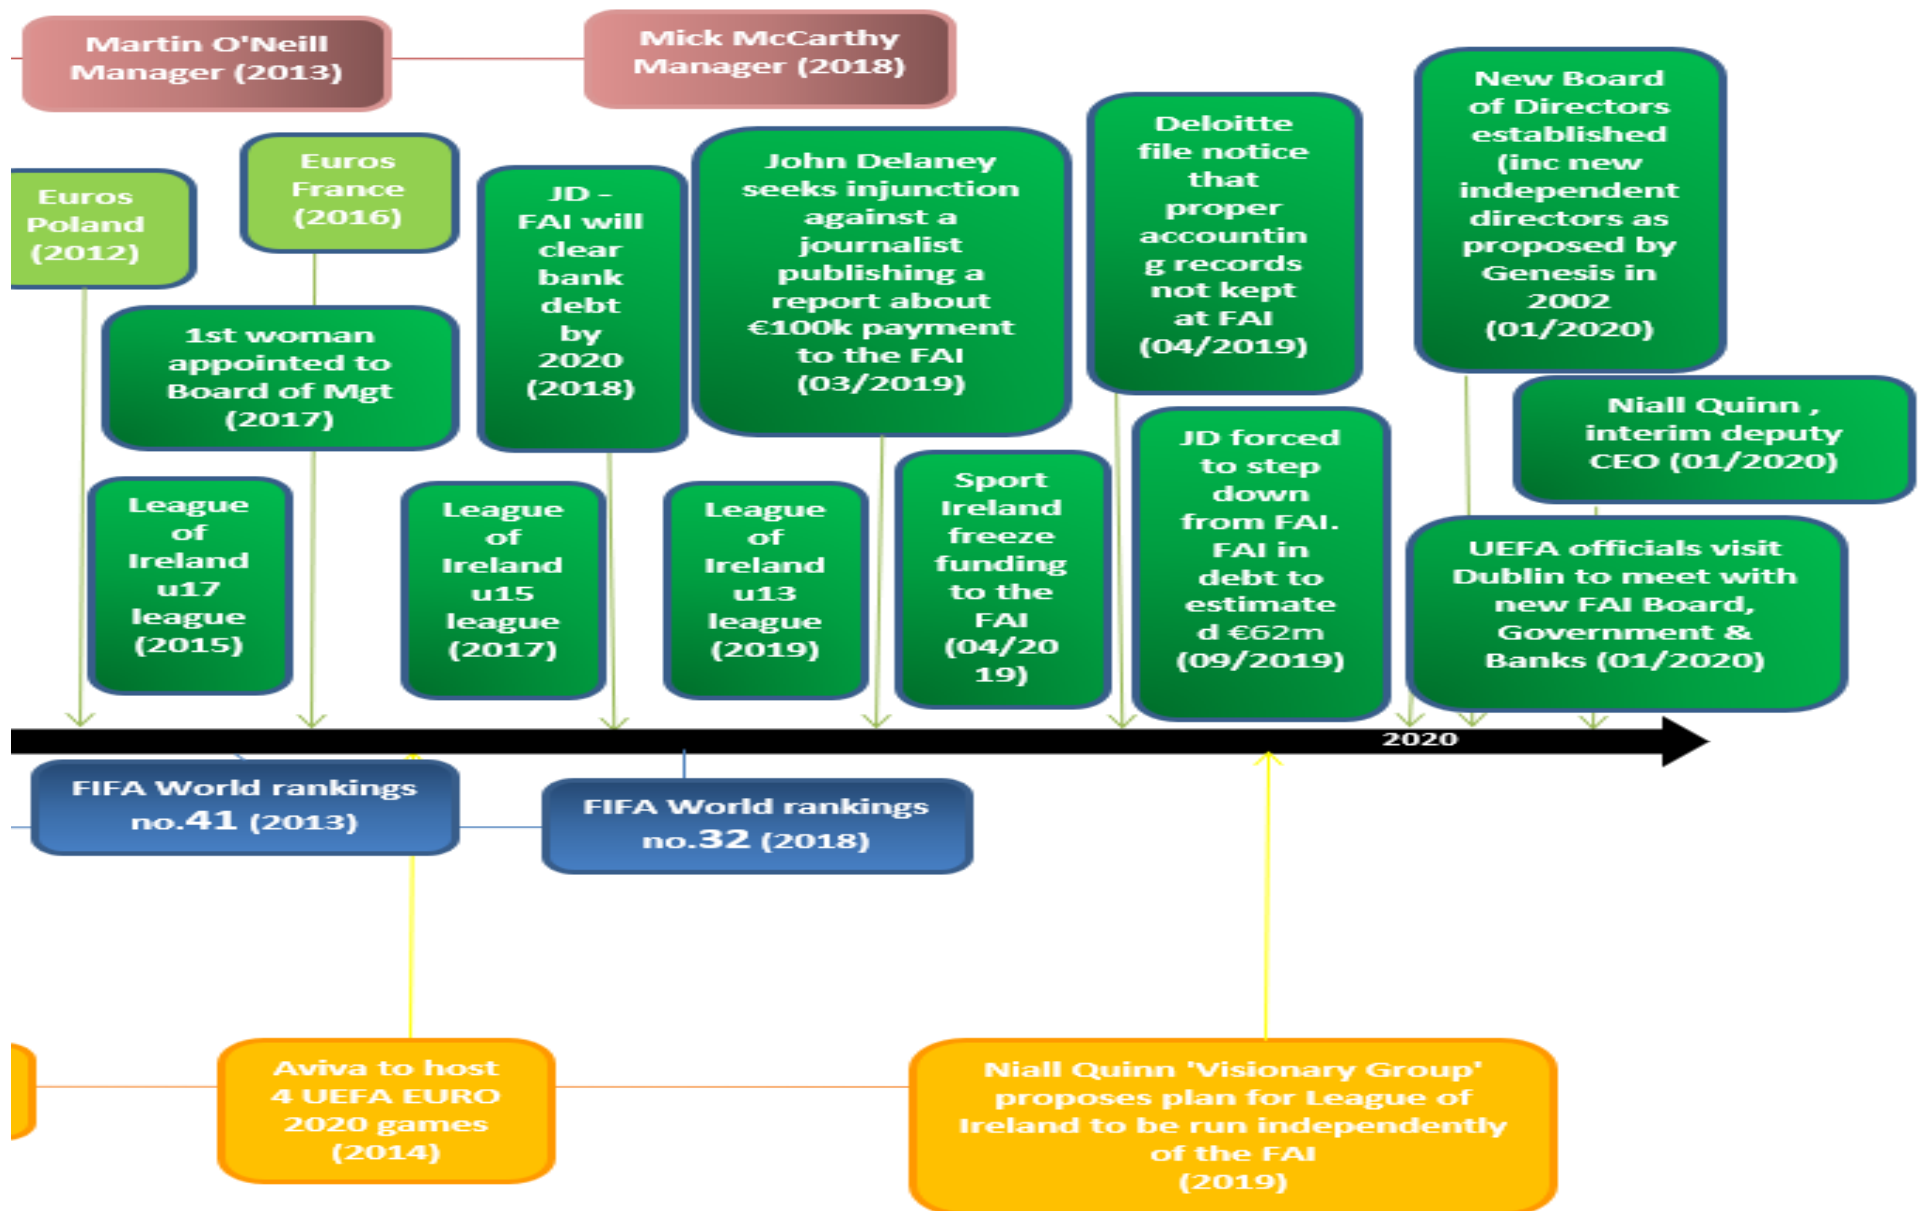 Martin O'Neill
Manager (2013)
Mick McCarthy
Manager (2018)
Euros
Poland
(2012)
Euros
France
(2016)
1st woman
appointed to
Board of Mgt
(2017)
JD -
FAI will
clear
bank
debt
by
2020
(2018)
John Delaney
seeks injunction
against a
journalist
publishing a
report about
€100k payment
to the FAI
(03/2019)
Deloitte
file notice
that
proper
accountin
g records
not kept
at FAI
(04/2019)
New Board
of Directors
established
(inc new
independent
directors as
proposed by
Genesis in
2002
(01/2020)
Niall Quinn ,
interim deputy
CEO (01/2020)
League
of
Ireland
u17
league
(2015)
League
of
Ireland
u15
league
(2017)
League
of
Ireland
u13
league
(2019)
Sport
Ireland
freeze
funding
to the
FAI
(04/20
19)
JD forced
to step
down
from FAI.
FAI in
debt to
estimate
d €62m
(09/2019)
UEFA officials visit
Dublin to meet with
new FAI Board,
Government &
Banks (01/2020)
2020
FIFA World rankings
no.41 (2013)
FIFA World rankings
no.32 (2018)
Aviva to host
4 UEFA EURO
2020 games
(2014)
Niall Quinn 'Visionary Group'
proposes plan for League of
Ireland to be run independently
of the FAI
(2019)